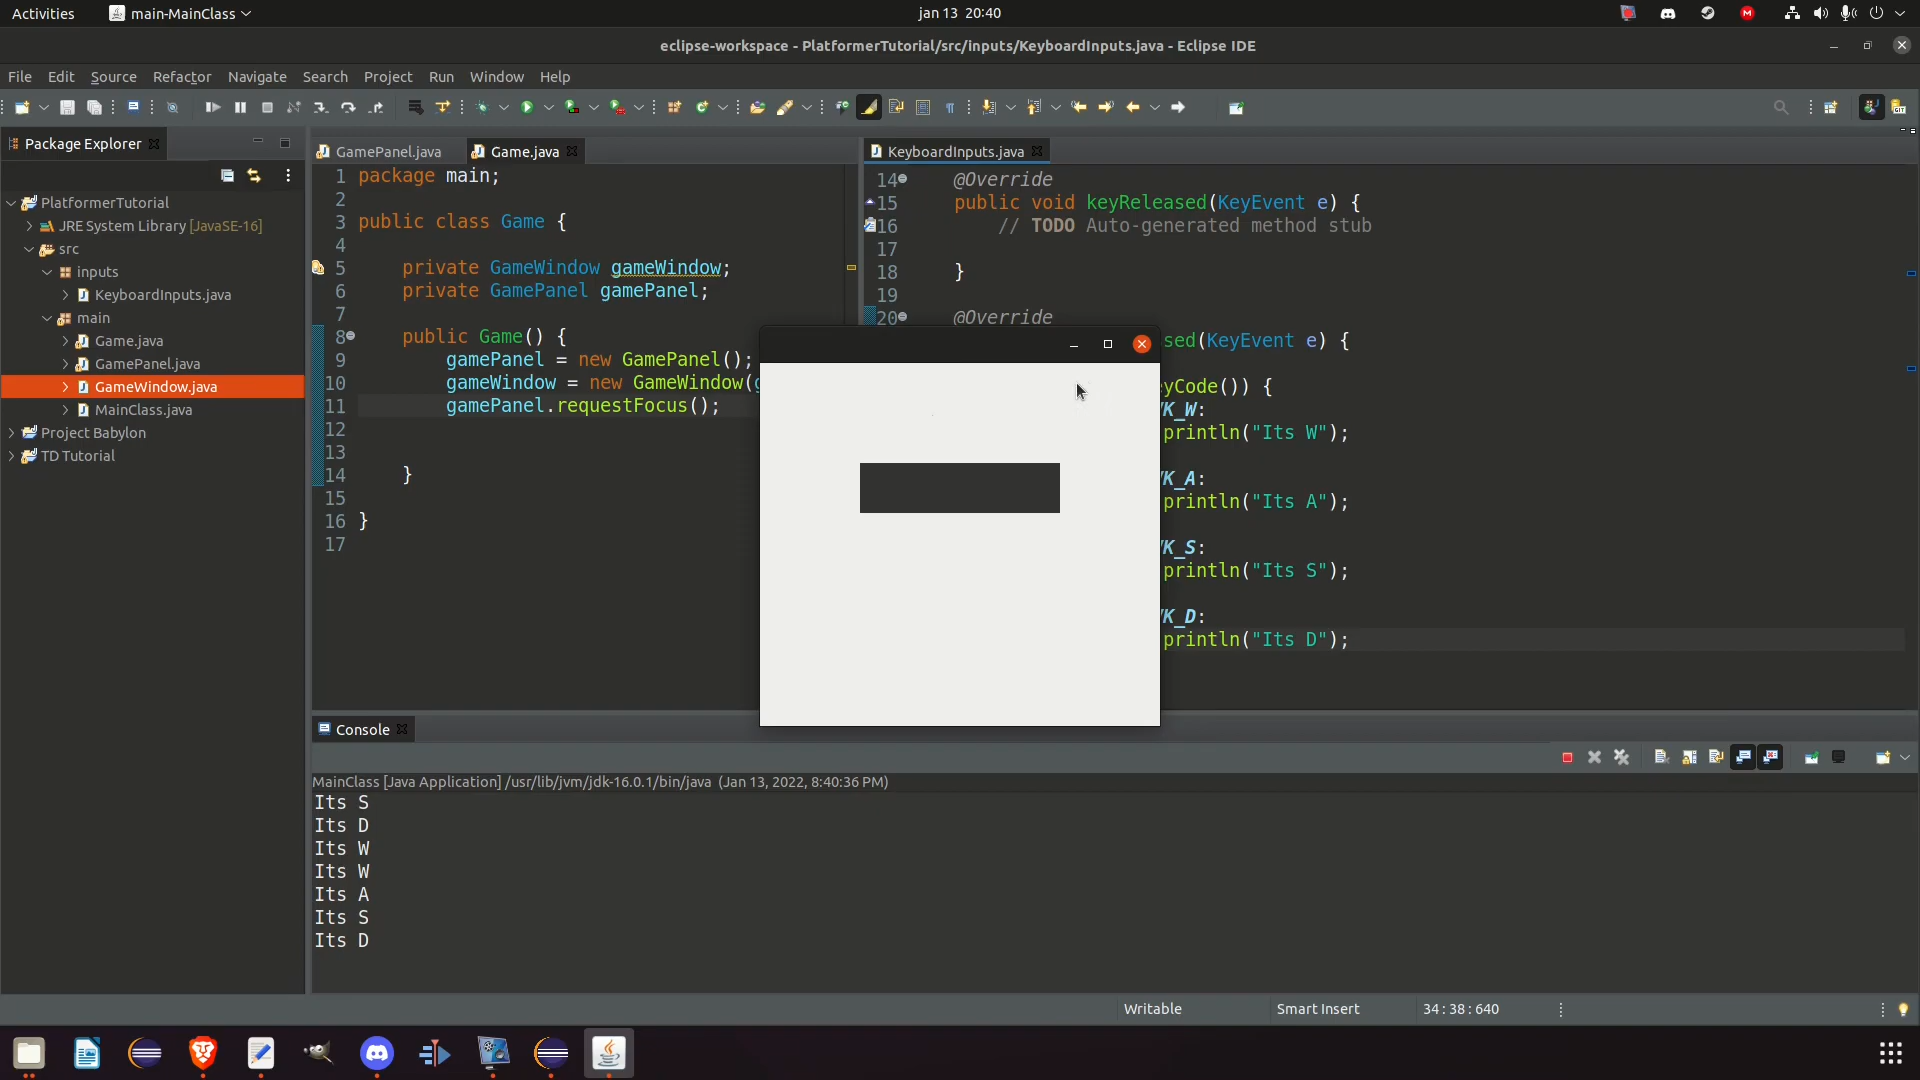 Activities
main-MainClass
jan 13 20:40
eclipse-workspace - PlatformerTutorial/src/inputs/KeyboardInputs.java - Eclipse IDE
File Edit Source Refactor Navigate Search Project Run Window Help
Package Explorer
PlatformerTutorial
JRE System Library [JavaSE-16]
src
inputs
KeyboardInputs.java
main
Game.java
GamePanel.java
GameWindow.java
MainClass.java
Project Babylon
TD Tutorial
GamePanel.java
Game.java
1 package main;
2
3 public class Game {
4
5 private GameWindow gameWindow;
6 private GamePanel gamePanel;
7
8 public Game() {
9 gamePanel = new GamePanel();
10 gameWindow = new GameWindow(
11 gamePanel.requestFocus();
12
13
14 }
15
16 }
17
KeyboardInputs.java
14 @Override
15 public void keyReleased(KeyEvent e) {
16 // TODO Auto-generated method stub
17
18 }
19
20 @Override
sed(KeyEvent e) {
yCode()) {
K_W:
println("Its W");
K_A:
println("Its A");
K_S:
println("Its S");
K_D:
println("Its D");
Console
MainClass [Java Application] /usr/lib/jvm/jdk-16.0.1/bin/java (Jan 13, 2022, 8:40:36 PM)
Its S
Its D
Its W
Its W
Its A
Its S
Its D
Writable
Smart Insert
34:38:640